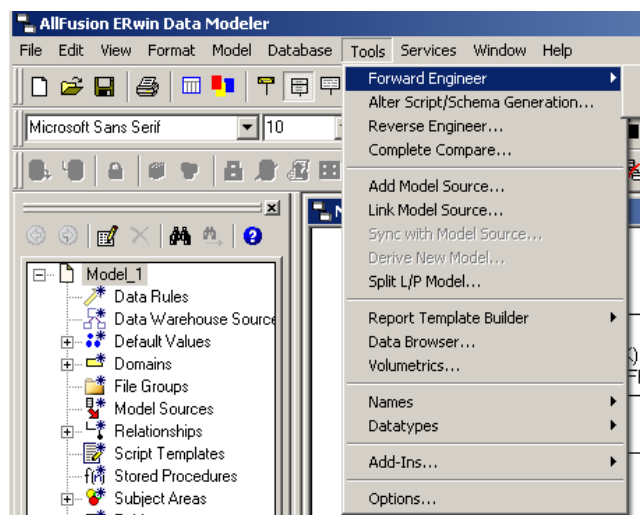 AllFusion ERwin Data Modeler
File Edit View Format Model Database Tools Services Window Help
Microsoft Sans Serif 10
Forward Engineer
Alter Script/Schema Generation...
Reverse Engineer...
Complete Compare...
Add Model Source...
Link Model Source...
Sync with Model Source...
Derive New Model...
Split L/P Model...
Report Template Builder
Data Browser...
Volumetrics...
Names
Datatypes
Add-Ins...
Options...
Model_1
Data Rules
Data Warehouse Source
Default Values
Domains
File Groups
Model Sources
Relationships
Script Templates
Stored Procedures
Subject Areas